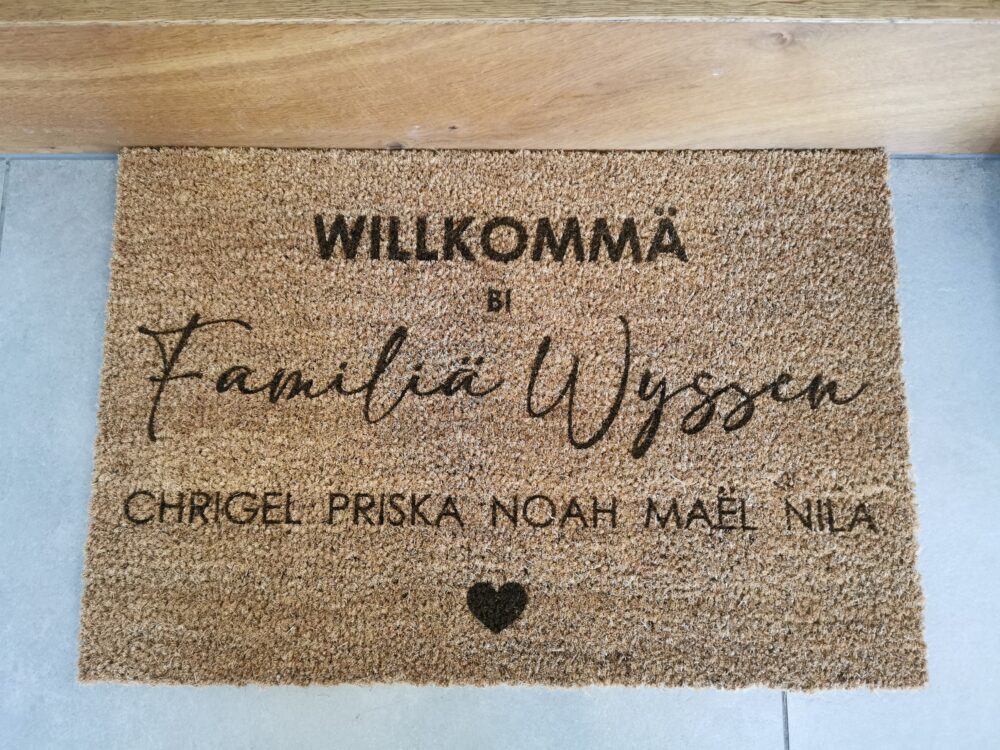 WILLKOMMÄ
BI
Familiä Wyssen
CHRIGEL PRISKA NOAH MAËL NILA